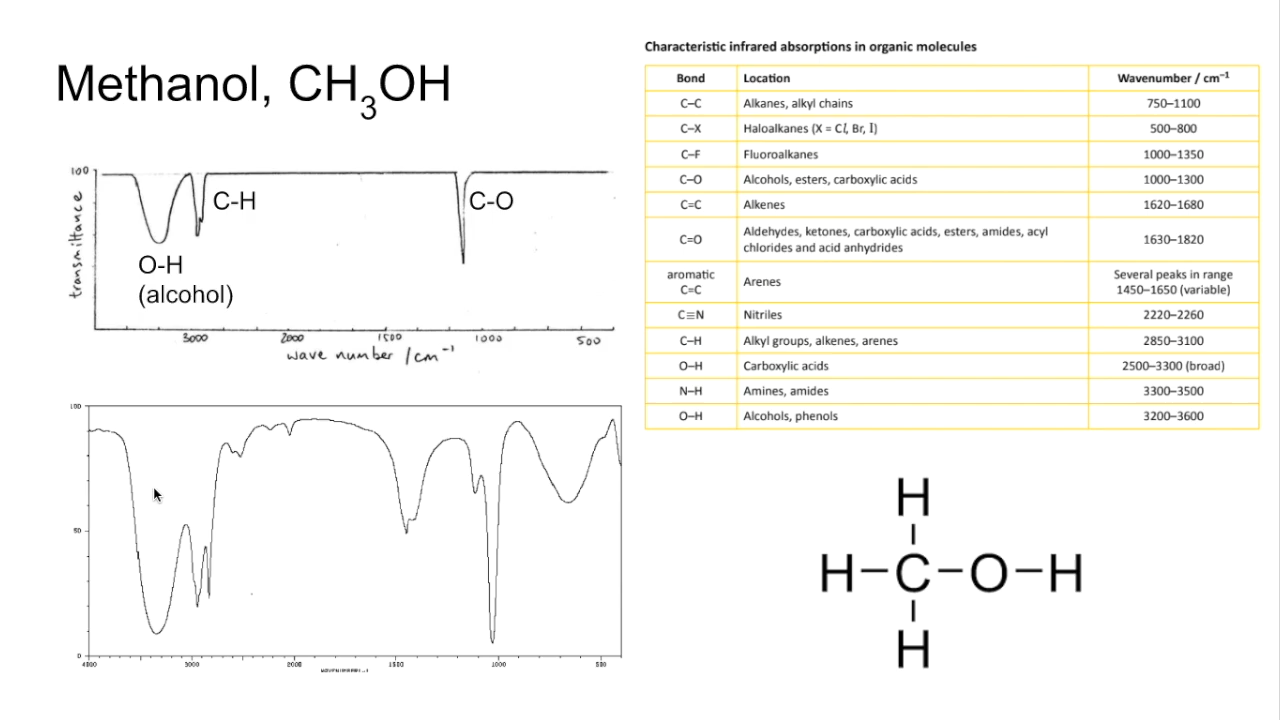 Methanol, CH₃OH
100
transmittance
C-H
C-O
O-H
(alcohol)
3000 2000 1500 1000 500
wave number /cm⁻¹
100
50
0
4000 3000 2000 1500 1000 500
Characteristic infrared absorptions in organic molecules
Bond Location Wavenumber / cm⁻¹
C–C Alkanes, alkyl chains 750–1100
C–X Haloalkanes (X = Cl, Br, I) 500–800
C–F Fluoroalkanes 1000–1350
C–O Alcohols, esters, carboxylic acids 1000–1300
C=C Alkenes 1620–1680
C=O Aldehydes, ketones, carboxylic acids, esters, amides, acyl chlorides and acid anhydrides 1630–1820
aromatic C=C Arenes Several peaks in range 1450–1650 (variable)
C≡N Nitriles 2220–2260
C–H Alkyl groups, alkenes, arenes 2850–3100
O–H Carboxylic acids 2500–3300 (broad)
N–H Amines, amides 3300–3500
O–H Alcohols, phenols 3200–3600
H
H–C–O–H
H